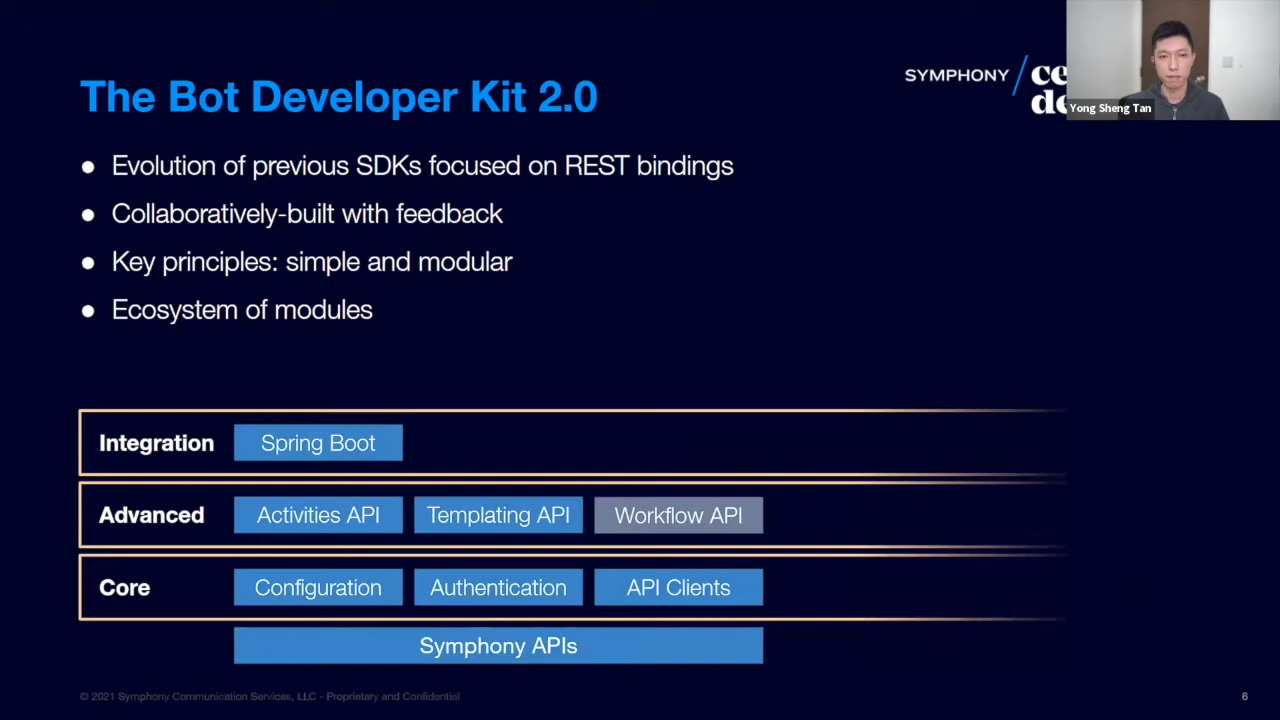 The Bot Developer Kit 2.0
SYMPHONY
ce
de
Yong Sheng Tan
● Evolution of previous SDKs focused on REST bindings
● Collaboratively-built with feedback
● Key principles: simple and modular
● Ecosystem of modules
Integration Spring Boot
Advanced Activities API Templating API Workflow API
Core Configuration Authentication API Clients
Symphony APIs
© 2021 Symphony Communication Services, LLC - Proprietary and Confidential 6